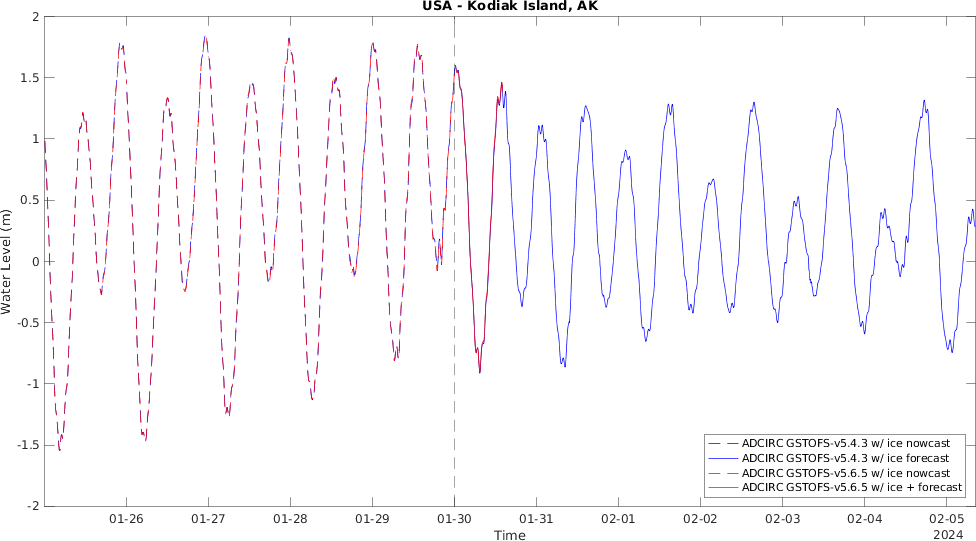 USA - Kodiak Island, AK
2
1.5
1
0.5
0
-0.5
-1
-1.5
-2
Water Level (m)
ADCIRC GSTOFS-v5.4.3 w/ ice nowcast
ADCIRC GSTOFS-v5.4.3 w/ ice forecast
ADCIRC GSTOFS-v5.6.5 w/ ice nowcast
ADCIRC GSTOFS-v5.6.5 w/ ice + forecast
01-26 01-27 01-28 01-29 01-30 01-31 02-01 02-02 02-03 02-04 02-05
Time
2024